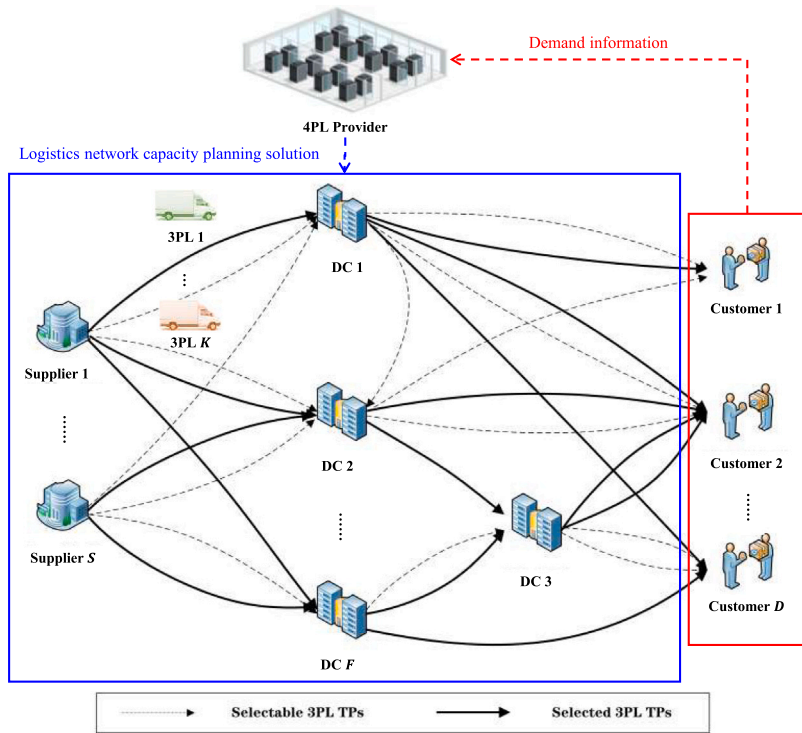 Demand information
4PL Provider
Logistics network capacity planning solution
3PL 1
⋮
3PL K
DC 1
Customer 1
Supplier 1
DC 2
Customer 2
Supplier S
DC 3
DC F
Customer D
Selectable 3PL TPs
Selected 3PL TPs